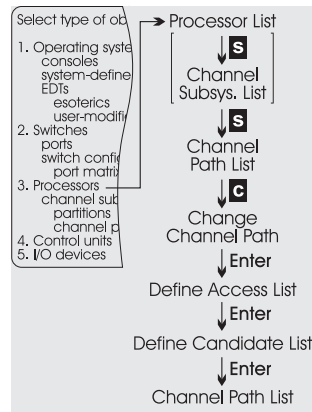 Select type of ob
1. Operating syste
consoles
system-define
EDTs
esoterics
user-modifi
2. Switches
ports
switch config
port matrix
3. Processors
channel sub
partitions
channel p
4. Control units
5. I/O devices
Processor List
s
Channel
Subsys. List
s
Channel
Path List
c
Change
Channel Path
Enter
Define Access List
Enter
Define Candidate List
Enter
Channel Path List